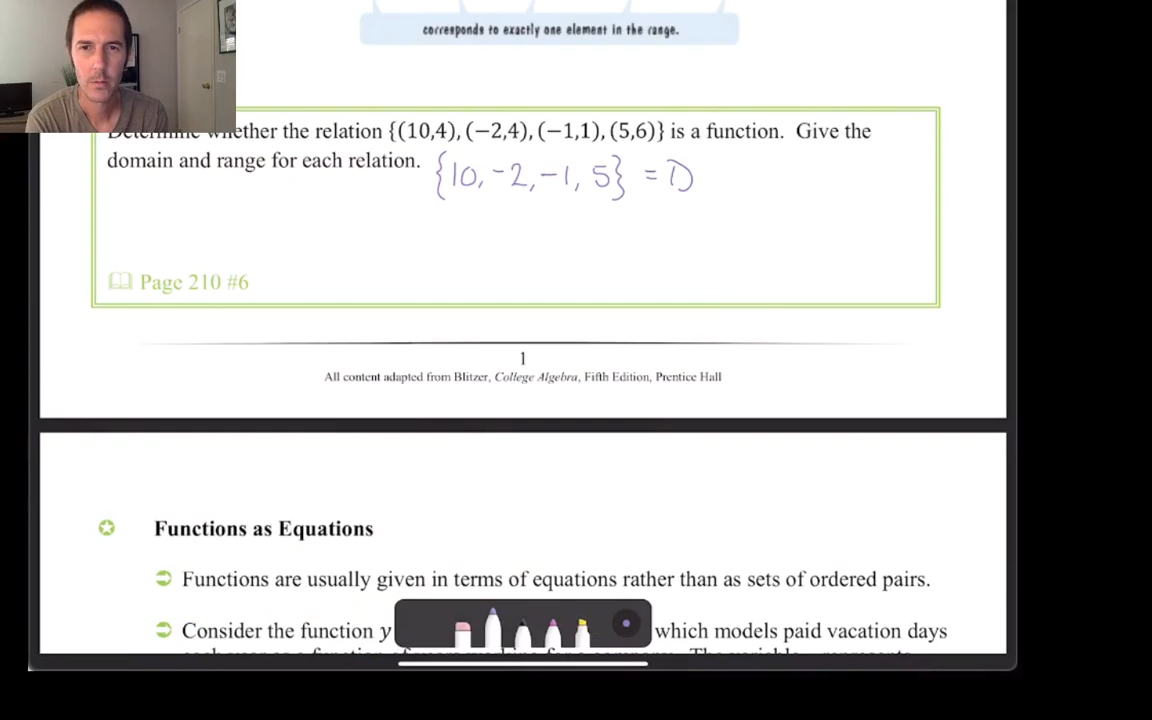 corresponds to exactly one element in the range.
Determine whether the relation {(10,4), (−2,4), (−1,1), (5,6)} is a function. Give the
domain and range for each relation. {10, -2, -1, 5} = D
Page 210 #6
1
All content adapted from Blitzer, College Algebra, Fifth Edition, Prentice Hall
Functions as Equations
Functions are usually given in terms of equations rather than as sets of ordered pairs.
Consider the function y which models paid vacation days